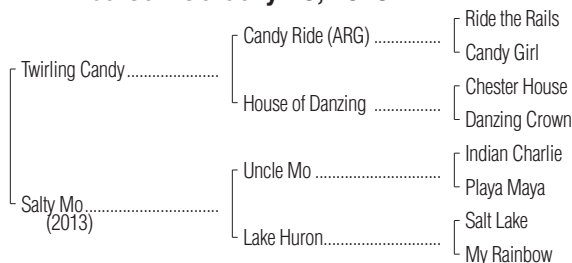 Ride the Rails
Candy Ride (ARG) ................
Candy Girl
Twirling Candy ......................
Chester House
House of Danzing ................
Danzing Crown
Indian Charlie
Uncle Mo ..............................
Playa Maya
Salty Mo ................................
(2013)
Salt Lake
Lake Huron.............................
My Rainbow